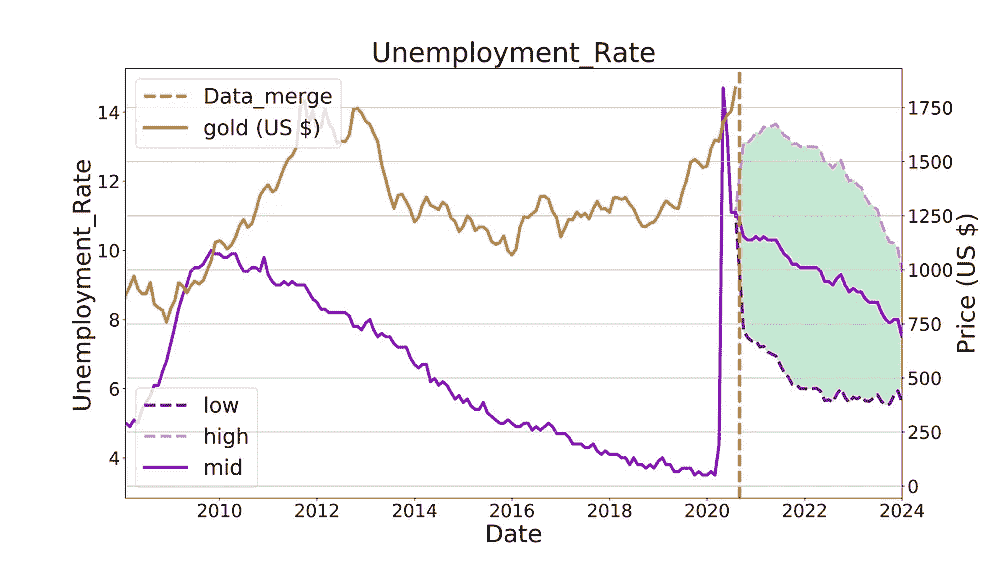 Unemployment_Rate
Data_merge
gold (US $)
low
high
mid
Unemployment_Rate
14
12
10
8
6
4
1750
1500
1250
1000
750
500
250
0
Price (US $)
2010 2012 2014 2016 2018 2020 2022 2024
Date